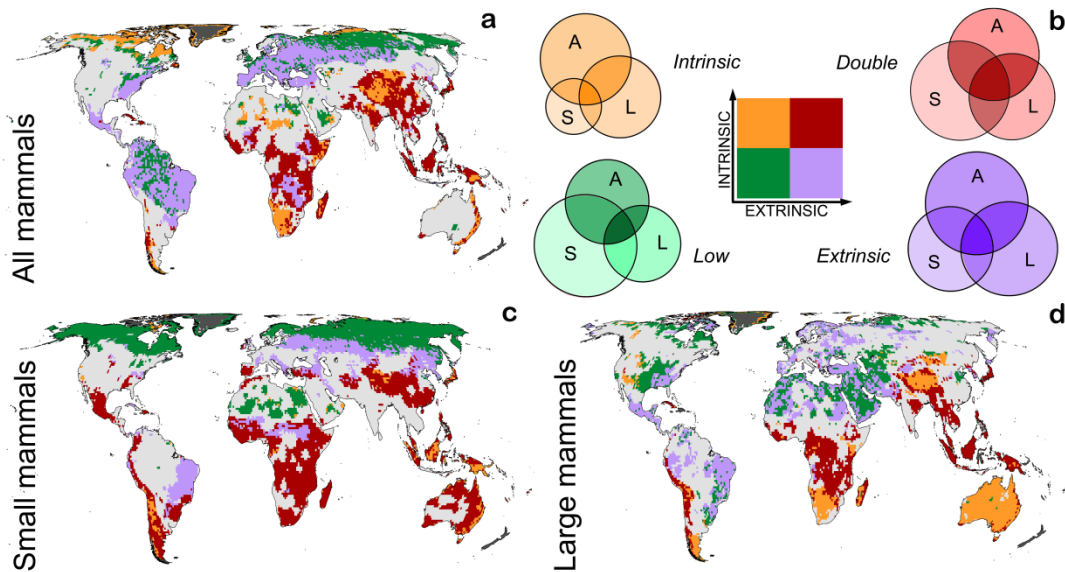 All mammals
a
b
A
S
L
Intrinsic
Double
A
S
L
INTRINSIC
EXTRINSIC
A
S
L
Low
Extrinsic
A
S
L
Small mammals
c
Large mammals
d